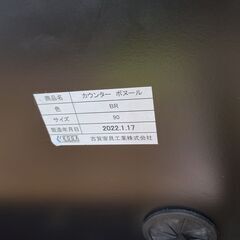 商品名 カウンター ボヌール
色 BR
サイズ 90
製造年月日 2022.1.17
古賀家具工業株式会社